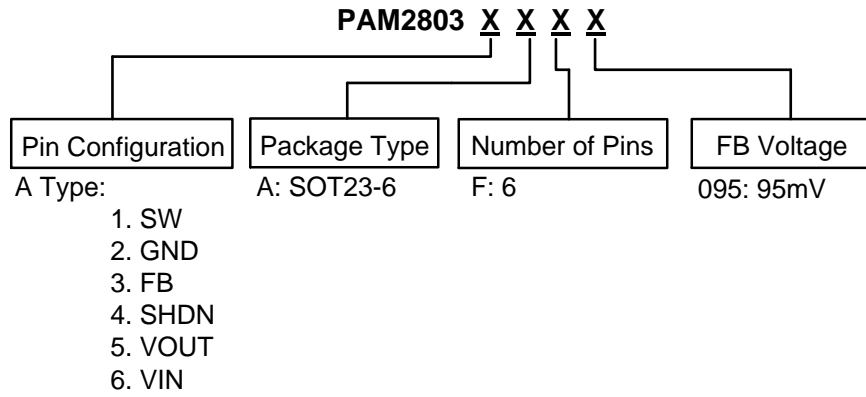 PAM2803 X X X X
Pin Configuration
Package Type
Number of Pins
FB Voltage
A Type:
A: SOT23-6
F: 6
095: 95mV
1. SW
2. GND
3. FB
4. SHDN
5. VOUT
6. VIN